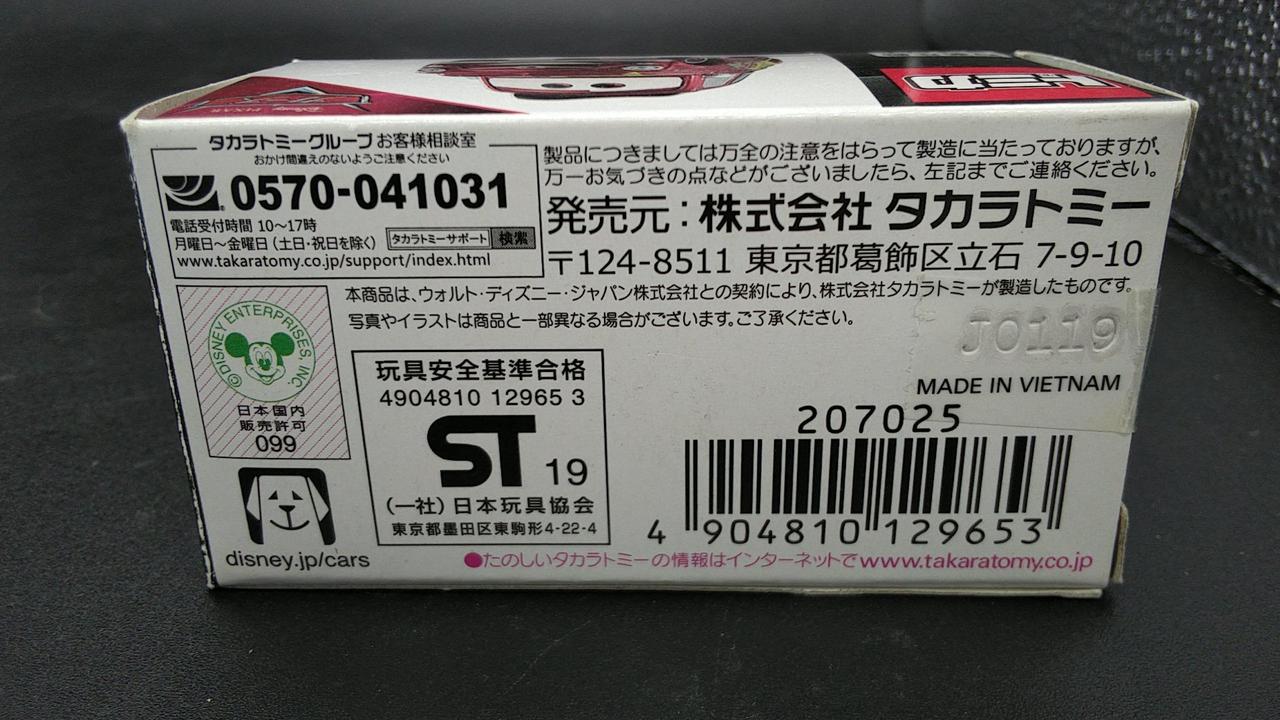 トミカ
Disney PIXAR
タカラトミーグループ お客様相談室
おかけ間違えのないようご注意ください
0570-041031
電話受付時間 10～17時
月曜日～金曜日(土日・祝日を除く)
タカラトミーサポート 検索
www.takaratomy.co.jp/support/index.html
製品につきましては万全の注意をはらって製造に当たっておりますが、
万一お気づきの点などがございましたら、左記までご連絡ください。
発売元：株式会社 タカラトミー
〒124-8511 東京都葛飾区立石 7-9-10
本商品は、ウォルト・ディズニー・ジャパン株式会社との契約により、株式会社タカラトミーが製造したものです。
写真やイラストは商品と一部異なる場合がございます。ご了承ください。
©DISNEY ENTERPRISES, INC.
日本国内
販売許可
099
disney.jp/cars
玩具安全基準合格
4904810 12965 3
ST 19
(一社)日本玩具協会
東京都墨田区東駒形4-22-4
J0119
MADE IN VIETNAM
207025
4 904810 129653
●たのしいタカラトミーの情報はインターネットでwww.takaratomy.co.jp